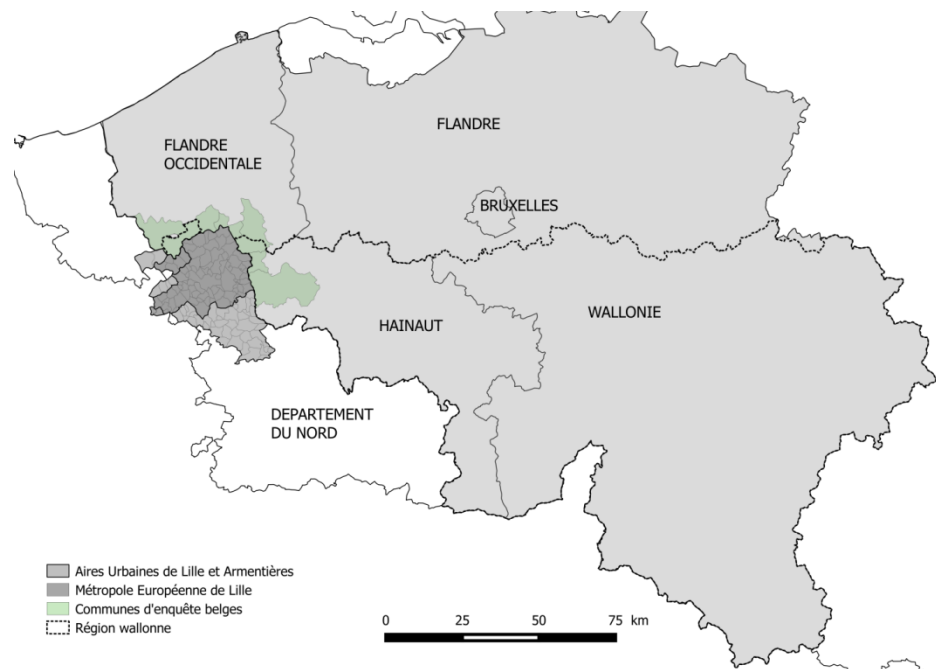 FLANDRE
OCCIDENTALE
FLANDRE
BRUXELLES
HAINAUT
WALLONIE
DEPARTEMENT
DU NORD
Aires Urbaines de Lille et Armentières
Métropole Européenne de Lille
Communes d'enquête belges
Région wallonne
0 25 50 75 km